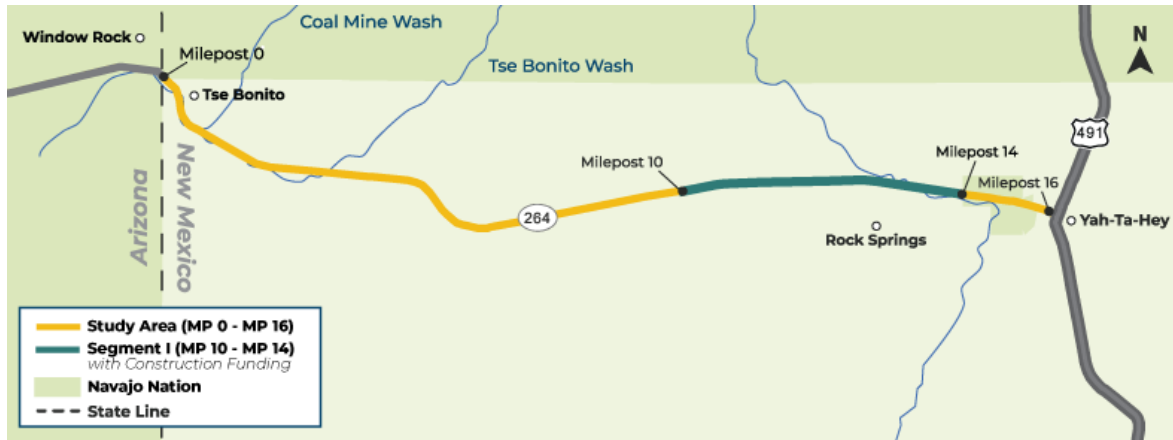 Coal Mine Wash
Window Rock
N
Milepost 0
Tse Bonito Wash
Tse Bonito
491
Milepost 14
Milepost 10
Milepost 16
Arizona
New Mexico
264
Yah-Ta-Hey
Rock Springs
Study Area (MP 0 - MP 16)
Segment I (MP 10 - MP 14)
with Construction Funding
Navajo Nation
State Line